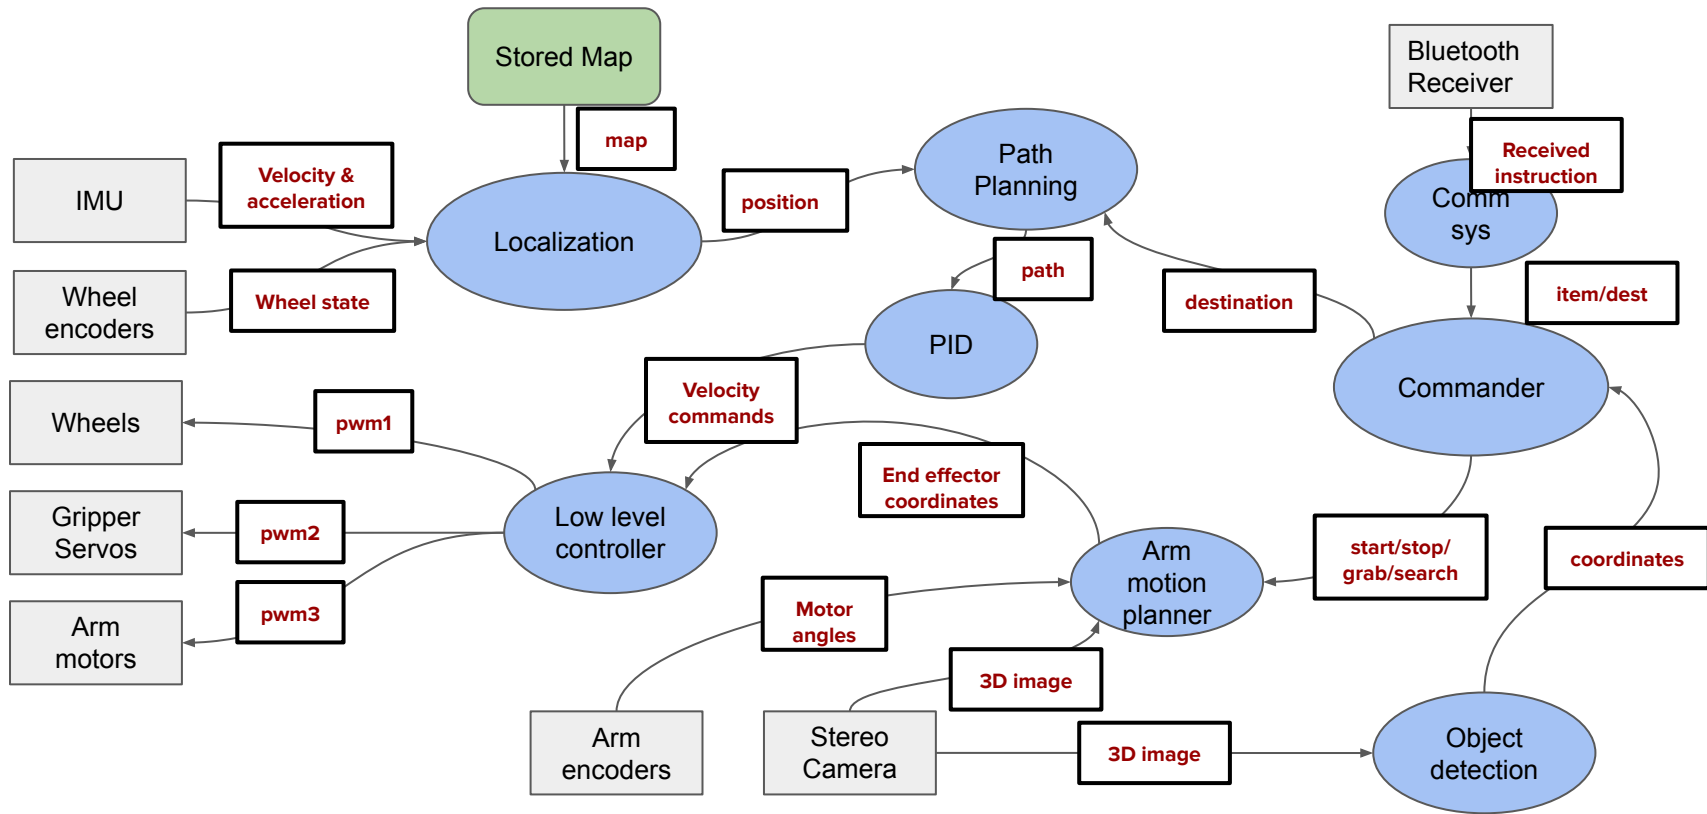 Stored Map
Bluetooth
Receiver
map
Received
instruction
Path
Planning
Velocity &
acceleration
IMU
position
Comm
sys
Localization
path
Wheel
encoders
Wheel state
destination
item/dest
PID
Commander
Velocity
commands
Wheels
pwm1
End effector
coordinates
Gripper
Servos
pwm2
Low level
controller
start/stop/
grab/search
coordinates
Arm
motion
planner
Arm
motors
pwm3
Motor
angles
3D image
Arm
encoders
Stereo
Camera
3D image
Object
detection